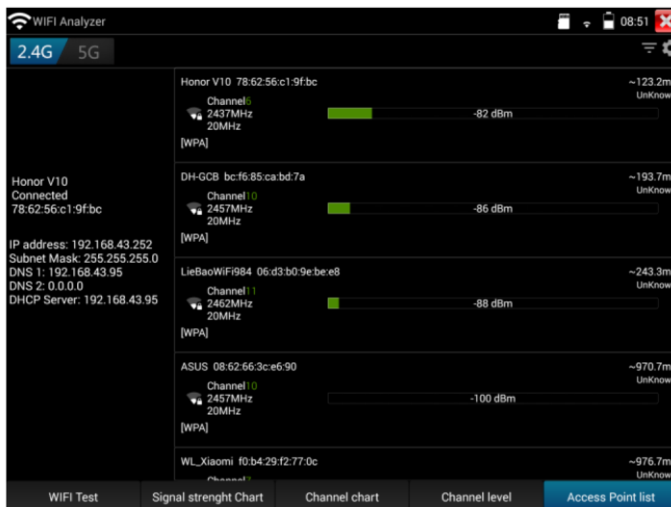 WIFI Analyzer
08:51
2.4G 5G
Honor V10
Connected
78:62:56:c1:9f:bc
IP address: 192.168.43.252
Subnet Mask: 255.255.255.0
DNS 1: 192.168.43.95
DNS 2: 0.0.0.0
DHCP Server: 192.168.43.95
Honor V10 78:62:56:c1:9f:bc
~123.2m
UnKnow
Channel6
2437MHz
-82 dBm
20MHz
[WPA]
DH-GCB bc:f6:85:ca:bd:7a
~193.7m
UnKnow
Channel10
2457MHz
-86 dBm
20MHz
[WPA]
LieBaoWiFi984 06:d3:b0:9e:be:e8
~243.3m
UnKnow
Channel11
2462MHz
-88 dBm
20MHz
[WPA]
ASUS 08:62:66:3c:e6:90
~970.7m
UnKnow
Channel10
2457MHz
-100 dBm
20MHz
[WPA]
WL_Xiaomi f0:b4:29:f2:77:0c
~976.7m
UnKnow
Channel7
WIFI Test
Signal strenght Chart
Channel chart
Channel level
Access Point list